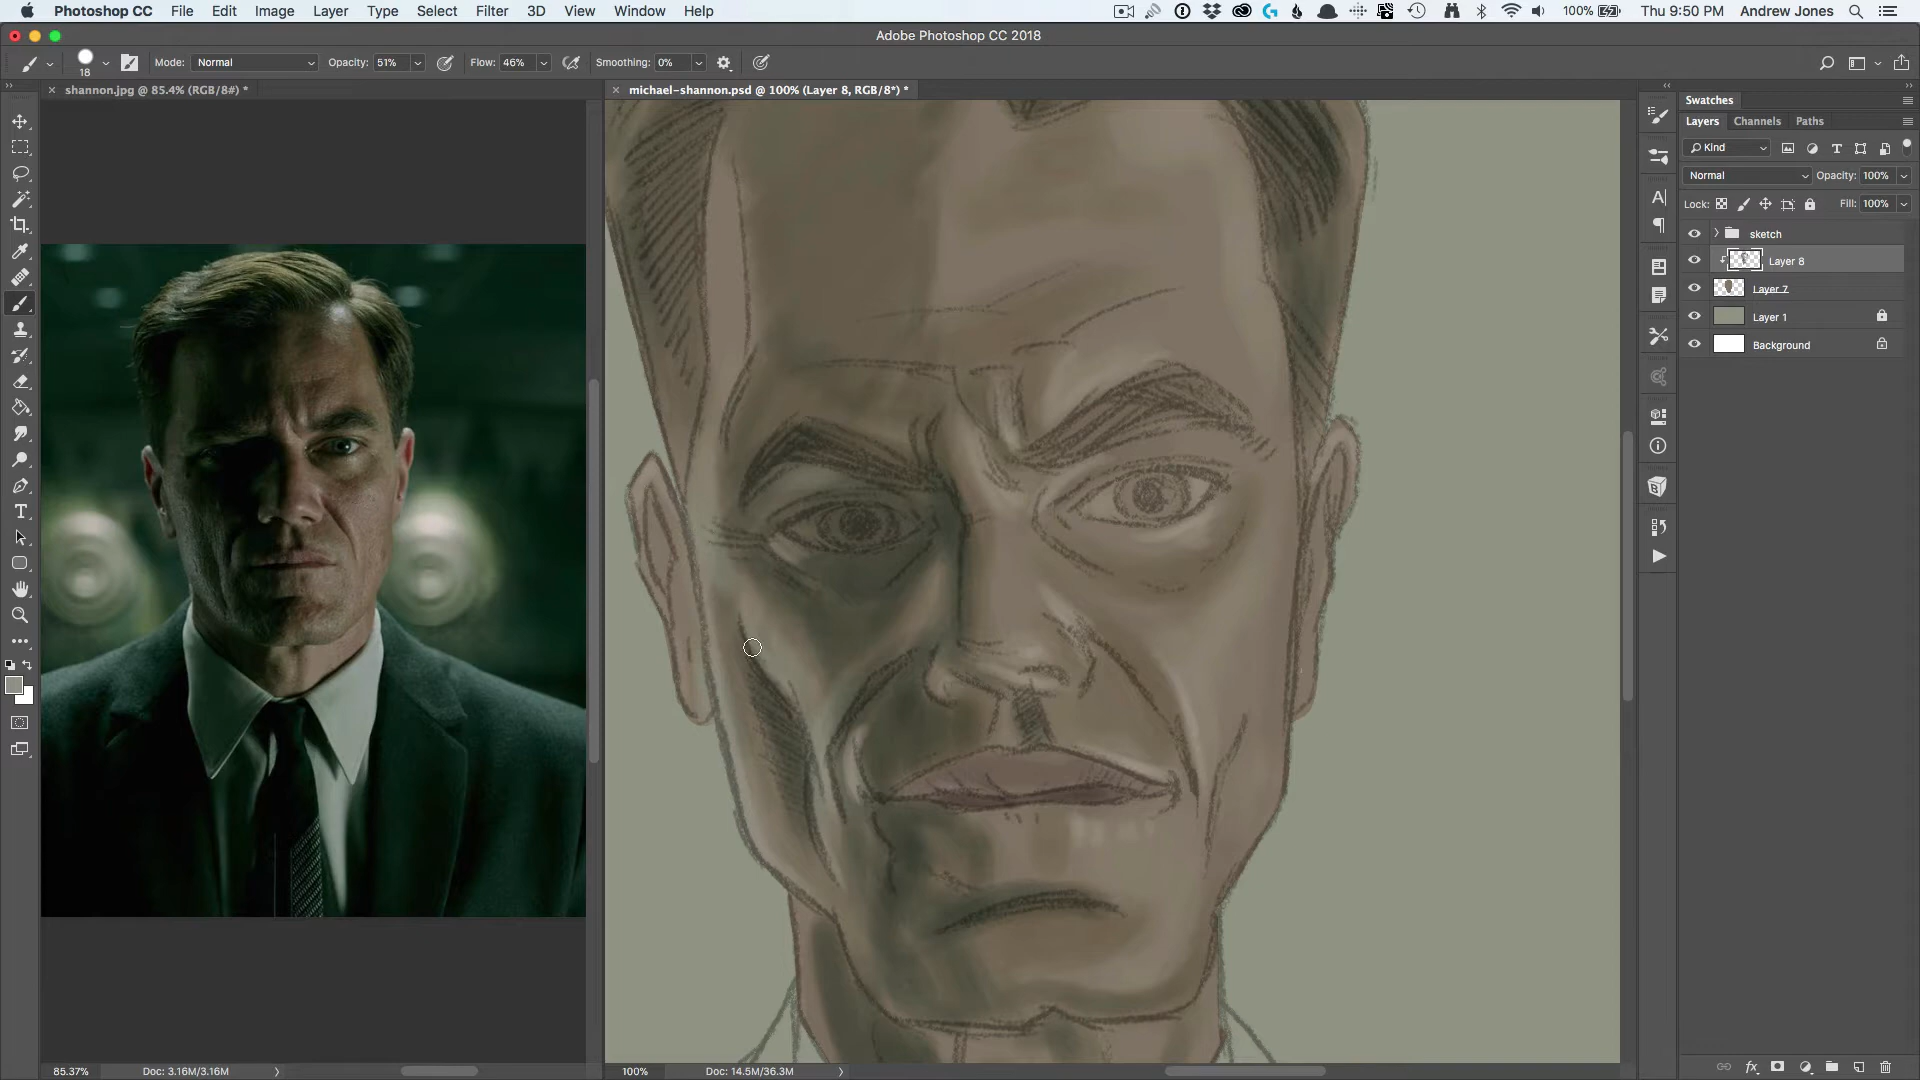 Photoshop CC File Edit Image Layer Type Select Filter 3D View Window Help 100% Thu 9:50 PM Andrew Jones
Adobe Photoshop CC 2018
18 Mode: Normal Opacity: 51% Flow: 46% Smoothing: 0%
shannon.jpg @ 85.4% (RGB/8#) * michael-shannon.psd @ 100% (Layer 8, RGB/8*) *
Swatches
Layers Channels Paths
Kind
Normal Opacity: 100%
Lock: Fill: 100%
sketch
Layer 8
Layer 7
Layer 1
Background
85.37% Doc: 3.16M/3.16M 100% Doc: 14.5M/36.3M